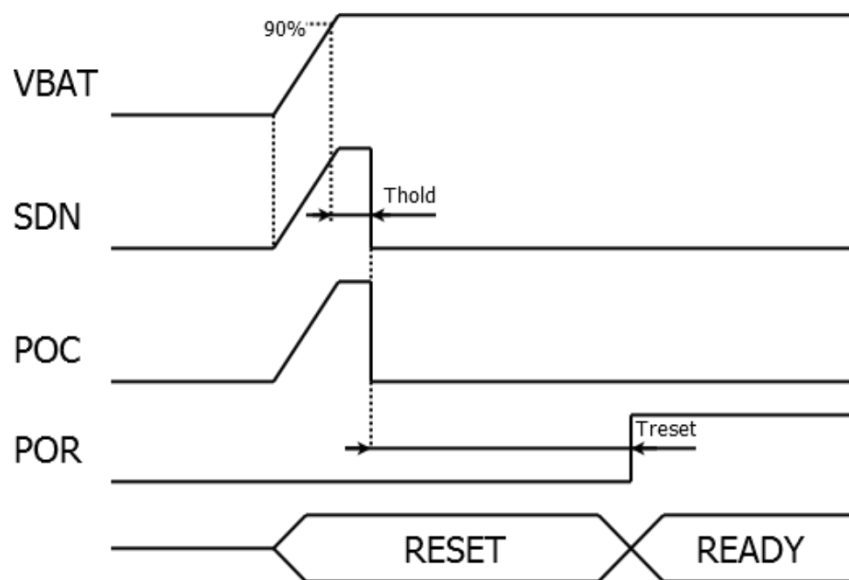 90%
VBAT
Thold
SDN
POC
Treset
POR
RESET READY